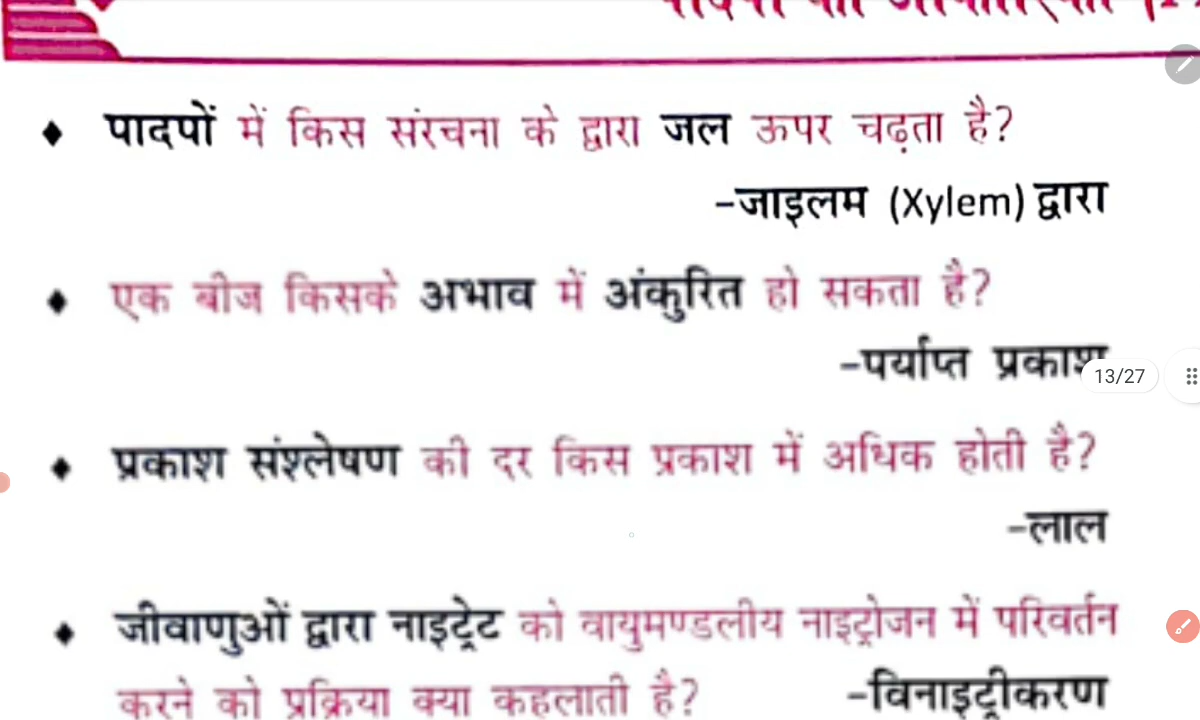 ♦ पादपों में किस संरचना के द्वारा जल ऊपर चढ़ता है?
–जाइलम (Xylem) द्वारा
♦ एक बीज किसके अभाव में अंकुरित हो सकता है?
–पर्याप्त प्रकाश
13/27
♦ प्रकाश संश्लेषण की दर किस प्रकाश में अधिक होती है?
–लाल
♦ जीवाणुओं द्वारा नाइट्रेट को वायुमण्डलीय नाइट्रोजन में परिवर्तन
करने को प्रक्रिया क्या कहलाती है? –विनाइट्रीकरण